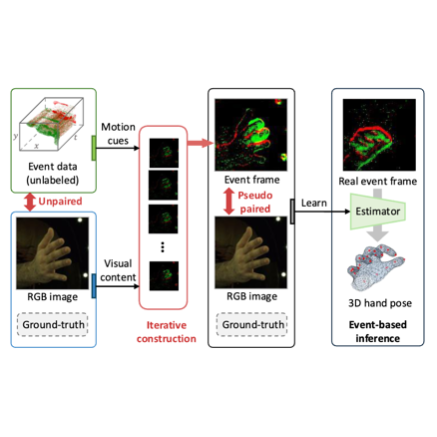 y
x
t
Event data
(unlabeled)
Unpaired
RGB image
Ground-truth
Motion
cues
Visual
content
Iterative
construction
Event frame
Pseudo
paired
RGB image
Ground-truth
Learn
Real event frame
Estimator
3D hand pose
Event-based
inference